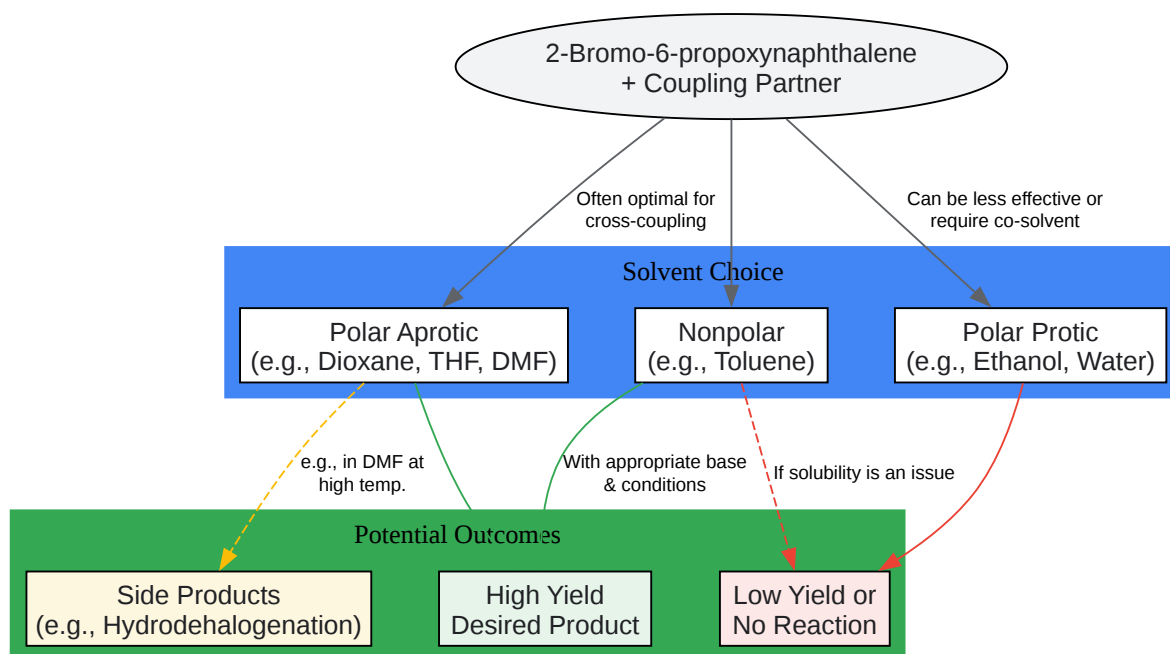 2-Bromo-6-propoxynaphthalene
+ Coupling Partner
Often optimal for
cross-coupling
Can be less effective or
require co-solvent
Solvent Choice
Polar Aprotic
(e.g., Dioxane, THF, DMF)
Nonpolar
(e.g., Toluene)
Polar Protic
(e.g., Ethanol, Water)
e.g., in DMF at
high temp.
With appropriate base
& conditions
If solubility is an issue
Potential Outcomes
Side Products
(e.g., Hydrodehalogenation)
High Yield
Desired Product
Low Yield or
No Reaction